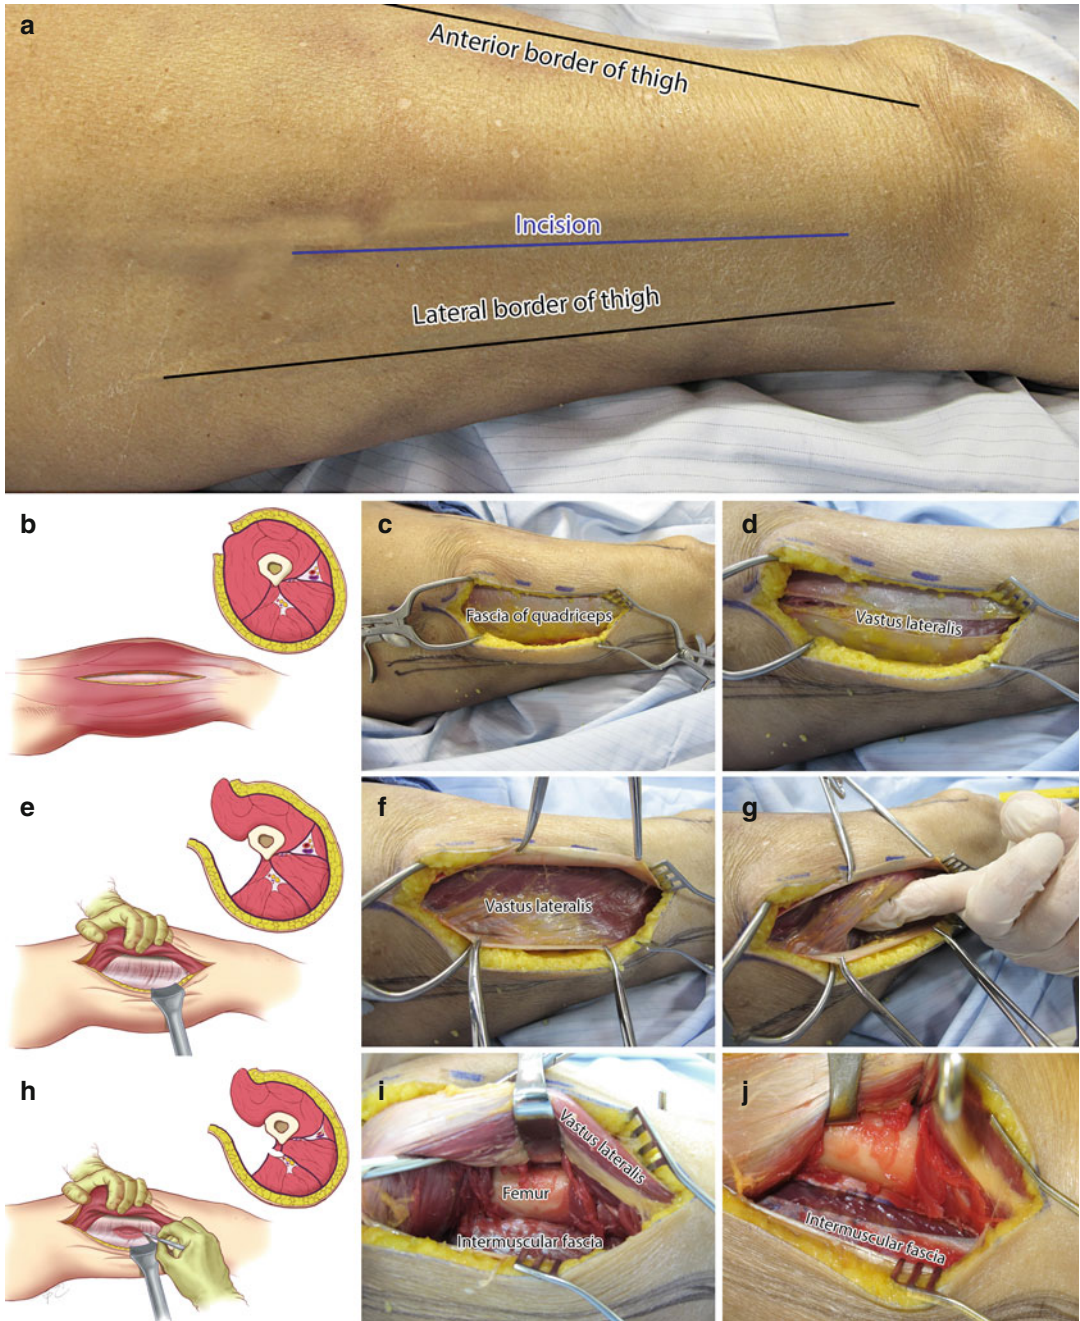 a
Anterior border of thigh
Incision
Lateral border of thigh
b
c
Fascia of quadriceps
d
Vastus lateralis
e
f
Vastus lateralis
g
h
i
Vastus lateralis
Femur
Intermuscular fascia
j
Intermuscular fascia